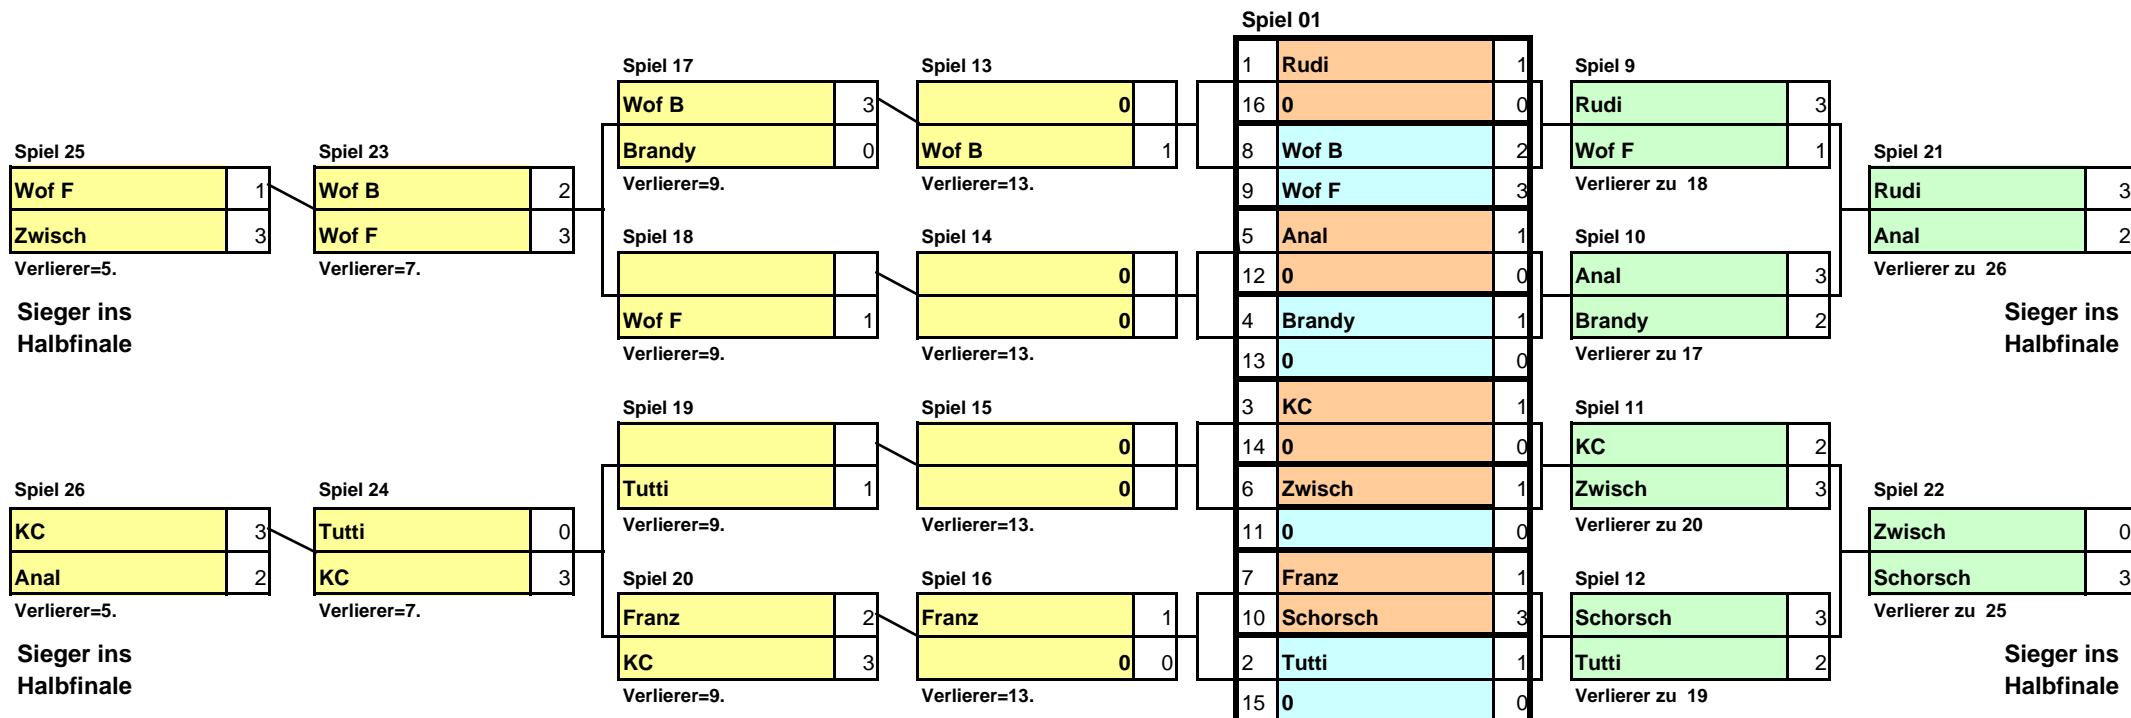 Spiel 01
Spiel 17 Spiel 13 1 Rudi 1 Spiel 9
Wof B 3 0 16 0 0 Rudi 3
Spiel 25 Spiel 23 Brandy 0 Wof B 1 8 Wof B 2 Wof F 1 Spiel 21
Wof F 1 Wof B 2 Verlierer=9. Verlierer=13. 9 Wof F 3 Verlierer zu 18 Rudi 3
Zwisch 3 Wof F 3 Spiel 18 Spiel 14 5 Anal 1 Spiel 10 Anal 2
Verlierer=5. Verlierer=7. 0 12 0 0 Anal 3 Verlierer zu 26
Sieger ins Wof F 1 0 4 Brandy 1 Brandy 2 Sieger ins
Halbfinale Verlierer=9. Verlierer=13. 13 0 0 Verlierer zu 17 Halbfinale
Spiel 19 Spiel 15 3 KC 1 Spiel 11
0 14 0 0 KC 2
Spiel 26 Spiel 24 Tutti 1 0 6 Zwisch 1 Zwisch 3 Spiel 22
KC 3 Tutti 0 Verlierer=9. Verlierer=13. 11 0 0 Verlierer zu 20 Zwisch 0
Anal 2 KC 3 Spiel 20 Spiel 16 7 Franz 1 Spiel 12 Schorsch 3
Verlierer=5. Verlierer=7. Franz 2 Franz 1 10 Schorsch 3 Schorsch 3 Verlierer zu 25
Sieger ins KC 3 0 0 2 Tutti 1 Tutti 2 Sieger ins
Halbfinale Verlierer=9. Verlierer=13. 15 0 0 Verlierer zu 19 Halbfinale